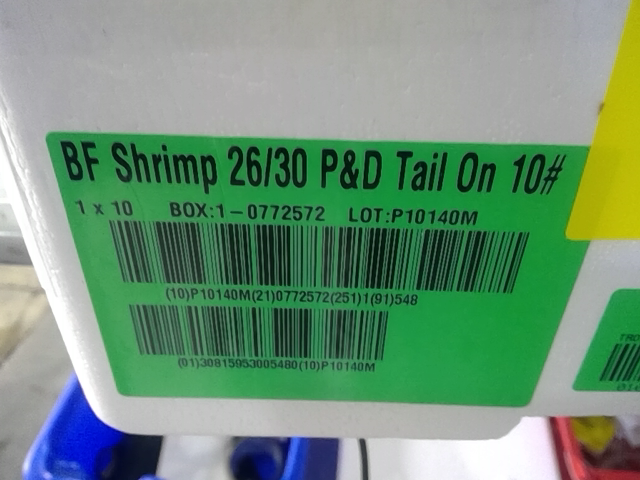 BF Shrimp 26/30 P&D Tail On 10#
1 x 10 BOX:1-0772572 LOT:P10140M
(10)P10140M(21)0772572(251)1(91)548
(01)30815953005480(10)P10140M